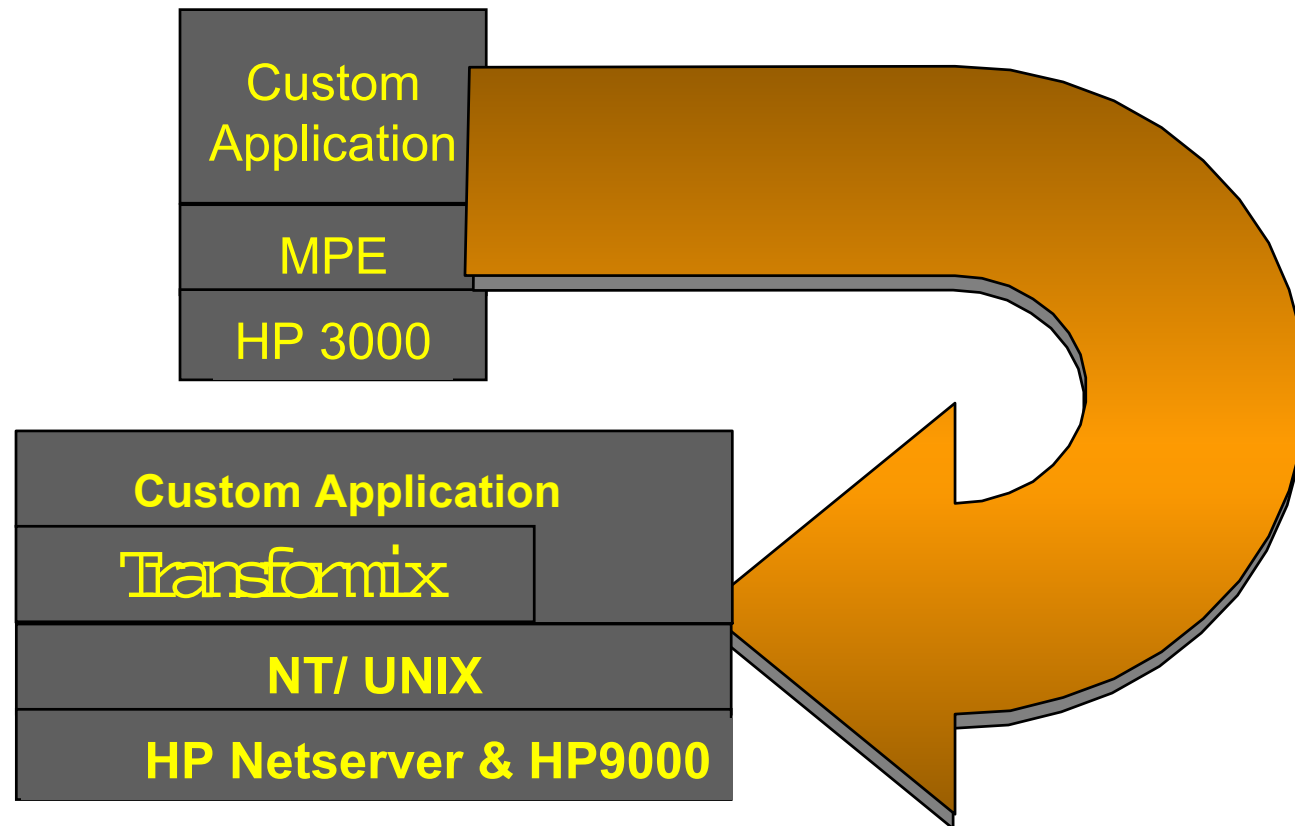 Custom
Application
MPE
HP 3000
Custom Application
Transformix
NT/ UNIX
HP Netserver & HP9000